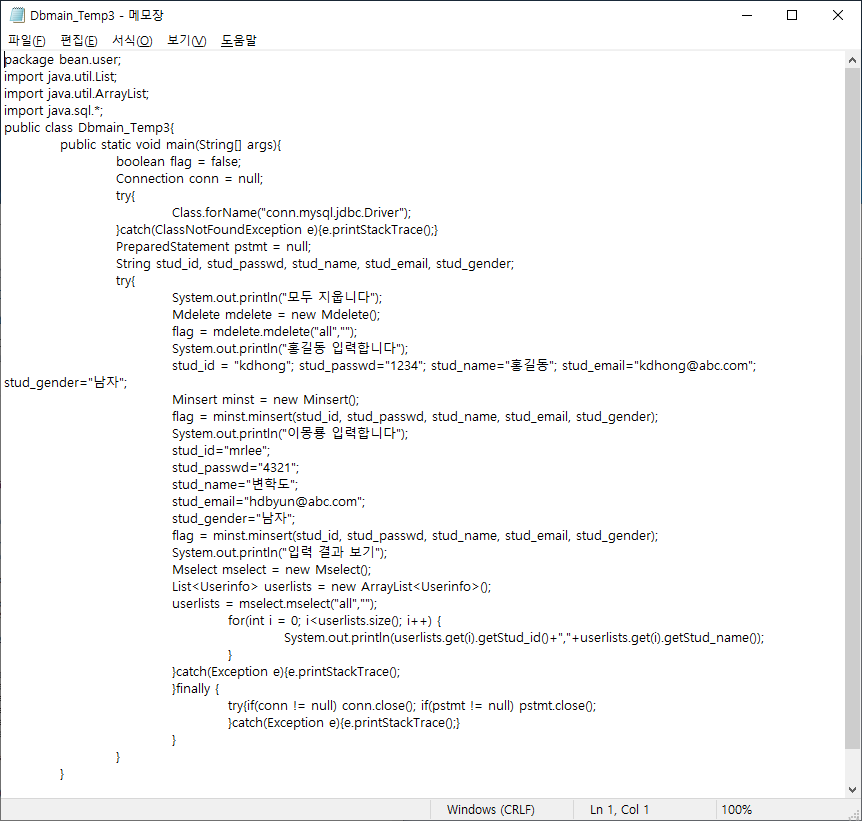 Dbmain_Temp3 - 메모장
파일(F) 편집(E) 서식(O) 보기(V) 도움말
package bean.user;
import java.util.List;
import java.util.ArrayList;
import java.sql.*;
public class Dbmain_Temp3{
public static void main(String[] args){
boolean flag = false;
Connection conn = null;
try{
Class.forName("conn.mysql.jdbc.Driver");
}catch(ClassNotFoundException e){e.printStackTrace();}
PreparedStatement pstmt = null;
String stud_id, stud_passwd, stud_name, stud_email, stud_gender;
try{
System.out.println("모두 지웁니다");
Mdelete mdelete = new Mdelete();
flag = mdelete.mdelete("all","");
System.out.println("홍길동 입력합니다");
stud_id = "kdhong"; stud_passwd="1234"; stud_name="홍길동"; stud_email="kdhong@abc.com";
stud_gender="남자";
Minsert minst = new Minsert();
flag = minst.minsert(stud_id, stud_passwd, stud_name, stud_email, stud_gender);
System.out.println("이몽룡 입력합니다");
stud_id="mrlee";
stud_passwd="4321";
stud_name="변학도";
stud_email="hdbyun@abc.com";
stud_gender="남자";
flag = minst.minsert(stud_id, stud_passwd, stud_name, stud_email, stud_gender);
System.out.println("입력 결과 보기");
Mselect mselect = new Mselect();
List<Userinfo> userlists = new ArrayList<Userinfo>();
userlists = mselect.mselect("all","");
for(int i = 0; i<userlists.size(); i++) {
System.out.println(userlists.get(i).getStud_id()+","+userlists.get(i).getStud_name());
}
}catch(Exception e){e.printStackTrace();
}finally {
try{if(conn != null) conn.close(); if(pstmt != null) pstmt.close();
}catch(Exception e){e.printStackTrace();}
}
}
}
Windows (CRLF) Ln 1, Col 1 100%